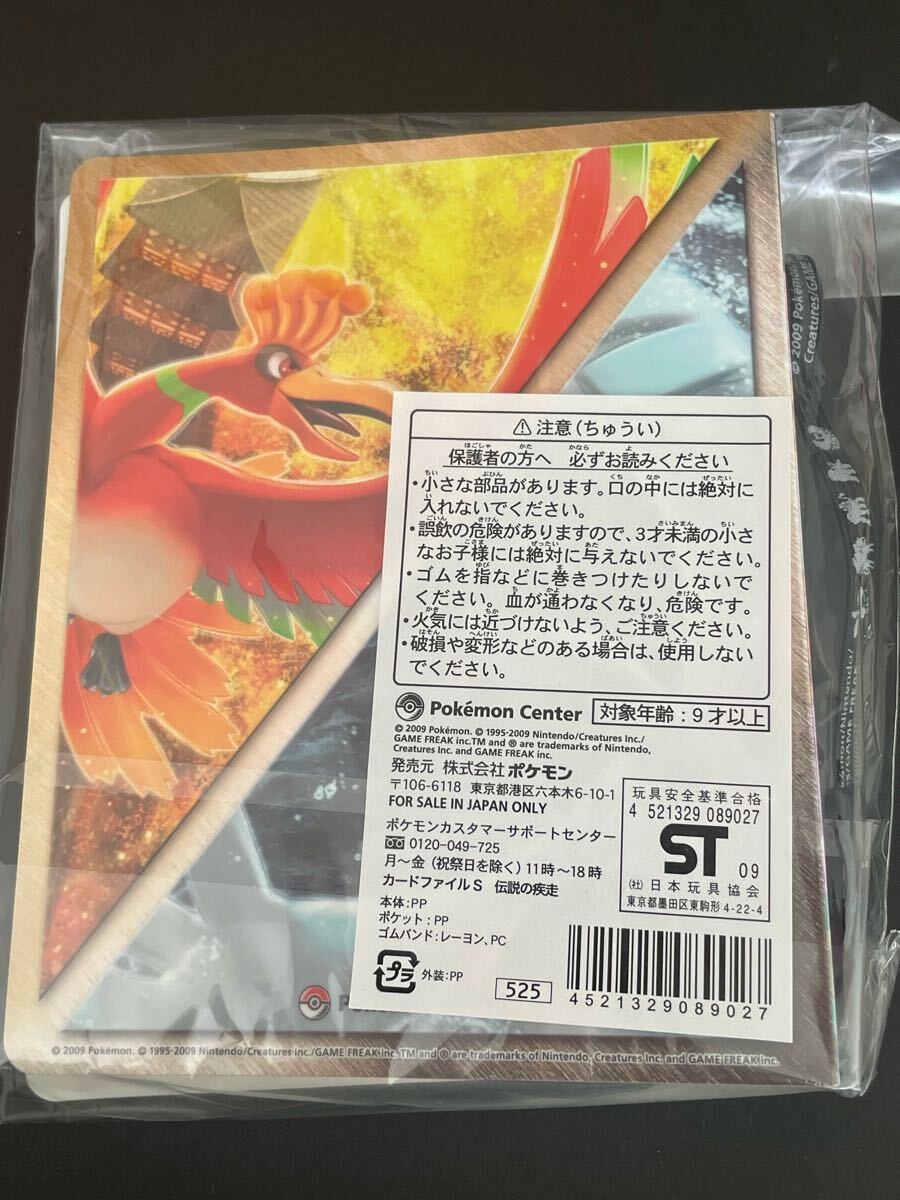 © 2009 Pokémon
Creatures/GAME
⚠ 注意(ちゅうい)
保護者の方へ 必ずお読みください
・小さな部品があります。口の中には絶対に
入れないでください。
・誤飲の危険がありますので、3才未満の小さ
なお子様には絶対に与えないでください。
・ゴムを指などに巻きつけたりしないで
ください。血が通わなくなり、危険です。
・火気には近づけないよう、ご注意ください。
・破損や変形などのある場合は、使用しない
でください。
Pokémon Center 対象年齢:9才以上
© 2009 Pokémon. © 1995-2009 Nintendo/Creatures Inc./
GAME FREAK inc.TM and ® are trademarks of Nintendo,
Creatures Inc. and GAME FREAK inc.
発売元 株式会社ポケモン
〒106-6118 東京都港区六本木6-10-1
FOR SALE IN JAPAN ONLY
ポケモンカスタマーサポートセンター
0120-049-725
月~金(祝祭日を除く)11時~18時
カードファイルS 伝説の疾走
本体:PP
ポケット:PP
ゴムバンド:レーヨン、PC
プラ 外装:PP
525
玩具安全基準合格
4 521329 089027
ST 09
(社)日本玩具協会
東京都墨田区東駒形4-22-4
4521329089027
© 2009 Pokémon. © 1995-2009 Nintendo/Creatures Inc./GAME FREAK inc. TM and ® are trademarks of Nintendo, Creatures Inc. and GAME FREAK inc.